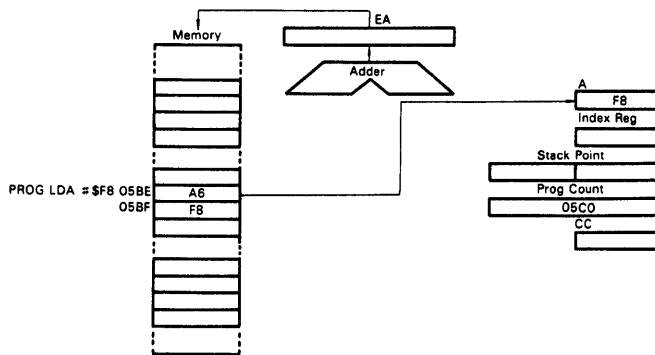 EA
Memory
Adder
A
F8
Index Reg
Stack Point
PROG LDA #$F8 05BE
A6
Prog Count
05BF
F8
05C0
CC